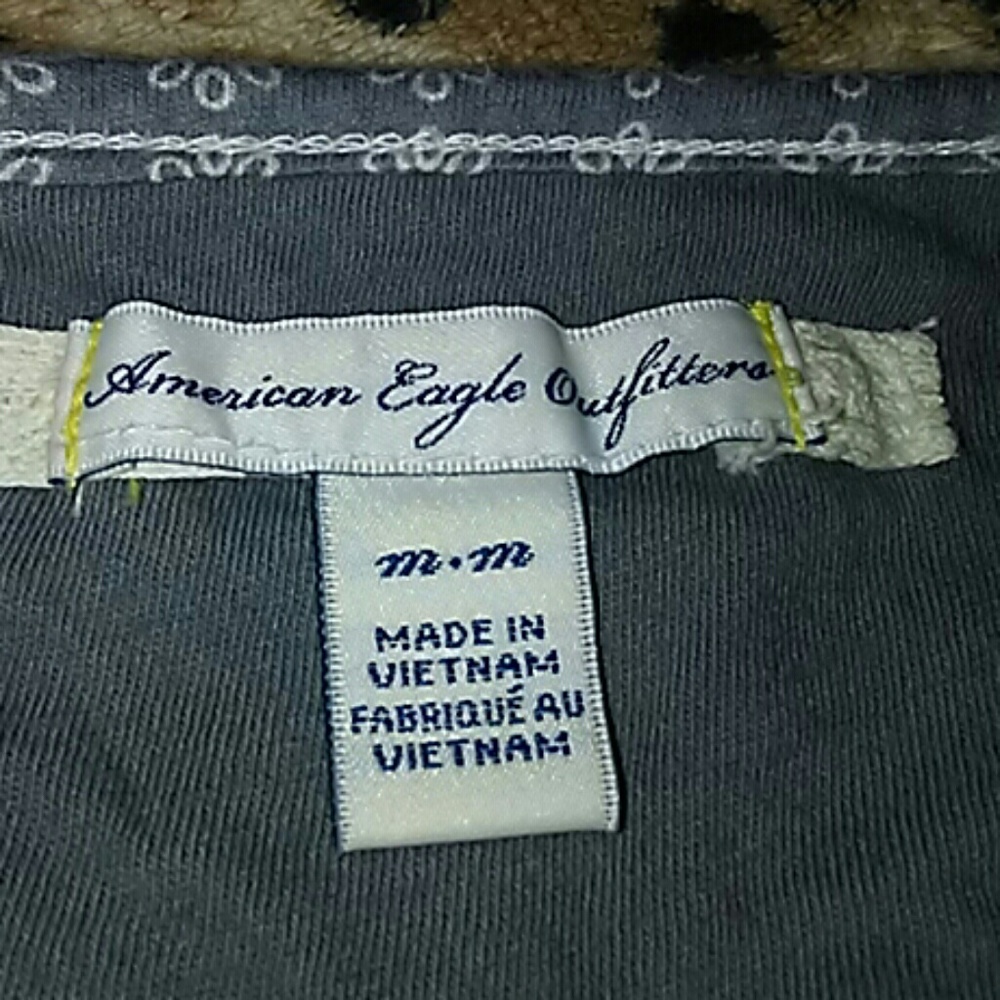 American Eagle Outfitters
m•m
MADE IN
VIETNAM
FABRIQUÉ AU
VIETNAM